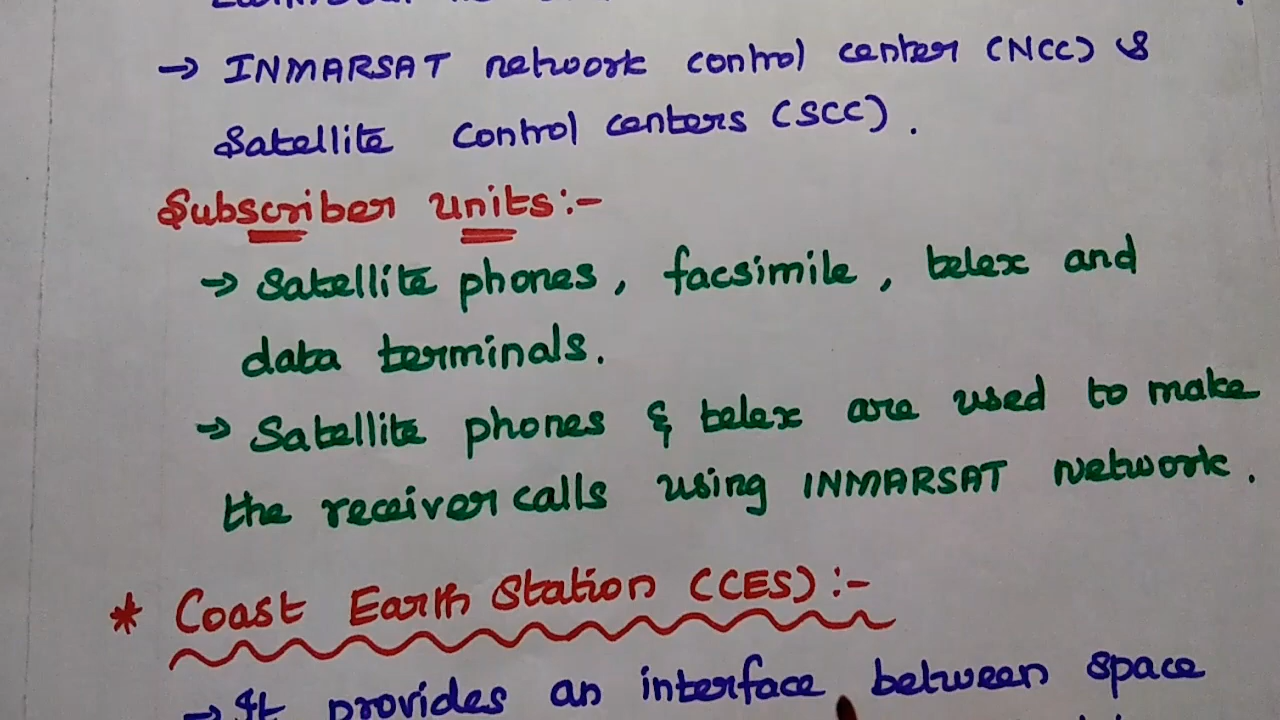 → INMARSAT network control center (NCC) &
Satellite control centers (SCC).
Subscriber units:-
→ Satellite phones, facsimile, telex and
data terminals.
→ Satellite phones & telex are used to make
the receiver calls using INMARSAT Network.
* Coast Earth Station (CES):-
→ It provides an interface between space